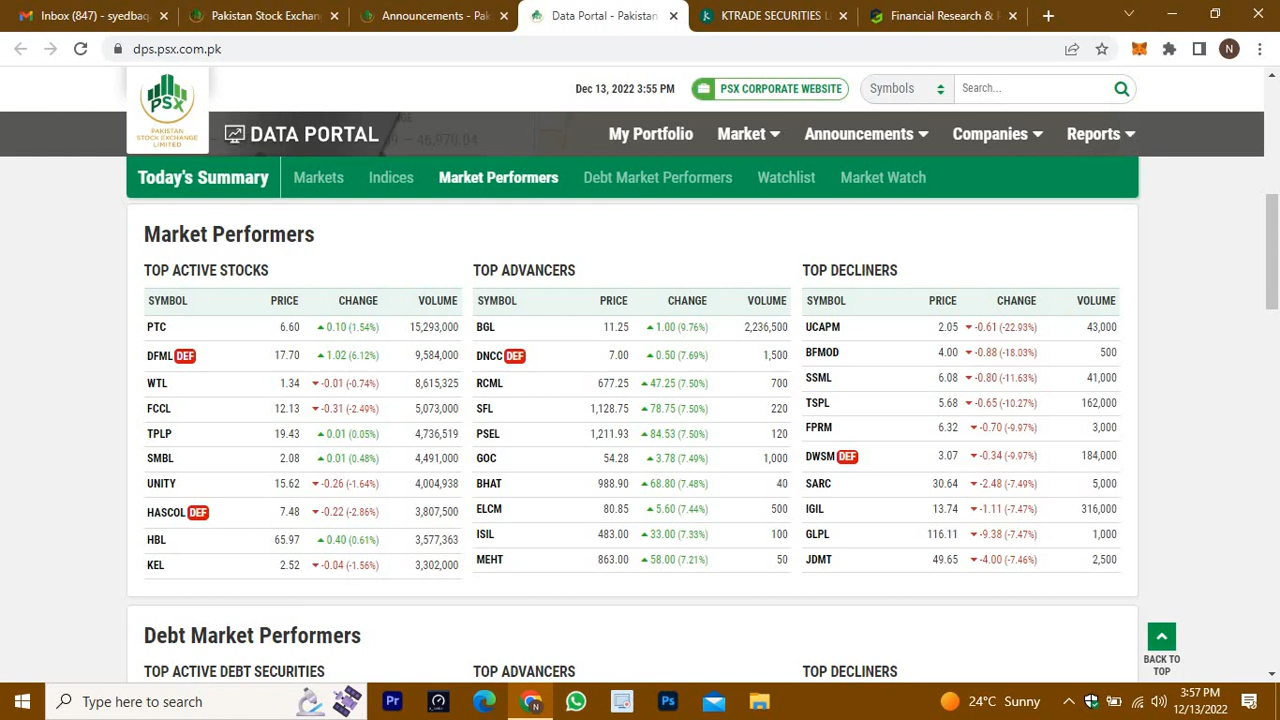 Inbox (847) - syedbaq
Pakistan Stock Exchan
Announcements - Pak
Data Portal - Pakistan
KTRADE SECURITIES L
Financial Research & P
dps.psx.com.pk
N
PSX
PAKISTAN
STOCK EXCHANGE
LIMITED
Dec 13, 2022 3:55 PM
PSX CORPORATE WEBSITE
Symbols
Search...
DATA PORTAL
My Portfolio
Market
Announcements
Companies
Reports
Today's Summary
Markets
Indices
Market Performers
Debt Market Performers
Watchlist
Market Watch
Market Performers
TOP ACTIVE STOCKS
SYMBOL PRICE CHANGE VOLUME
PTC 6.60 0.10 (1.54%) 15,293,000
DFML DEF 17.70 1.02 (6.12%) 9,584,000
WTL 1.34 -0.01 (-0.74%) 8,615,325
FCCL 12.13 -0.31 (-2.49%) 5,073,000
TPLP 19.43 0.01 (0.05%) 4,736,519
SMBL 2.08 0.01 (0.48%) 4,491,000
UNITY 15.62 -0.26 (-1.64%) 4,004,938
HASCOL DEF 7.48 -0.22 (-2.86%) 3,807,500
HBL 65.97 0.40 (0.61%) 3,577,363
KEL 2.52 -0.04 (-1.56%) 3,302,000
TOP ADVANCERS
SYMBOL PRICE CHANGE VOLUME
BGL 11.25 1.00 (9.76%) 2,236,500
DNCC DEF 7.00 0.50 (7.69%) 1,500
RCML 677.25 47.25 (7.50%) 700
SFL 1,128.75 78.75 (7.50%) 220
PSEL 1,211.93 84.53 (7.50%) 120
GOC 54.28 3.78 (7.49%) 1,000
BHAT 988.90 68.80 (7.48%) 40
ELCM 80.85 5.60 (7.44%) 500
ISIL 483.00 33.00 (7.33%) 100
MEHT 863.00 58.00 (7.21%) 50
TOP DECLINERS
SYMBOL PRICE CHANGE VOLUME
UCAPM 2.05 -0.61 (-22.93%) 43,000
BFMOD 4.00 -0.88 (-18.03%) 500
SSML 6.08 -0.80 (-11.63%) 41,000
TSPL 5.68 -0.65 (-10.27%) 162,000
FPRM 6.32 -0.70 (-9.97%) 3,000
DWSM DEF 3.07 -0.34 (-9.97%) 184,000
SARC 30.64 -2.48 (-7.49%) 5,000
IGIL 13.74 -1.11 (-7.47%) 316,000
GLPL 116.11 -9.38 (-7.47%) 1,000
JDMT 49.65 -4.00 (-7.46%) 2,500
Debt Market Performers
TOP ACTIVE DEBT SECURITIES
TOP ADVANCERS
TOP DECLINERS
BACK TO
TOP
Type here to search
Pr
N
Ps
24°C Sunny
3:57 PM
12/13/2022